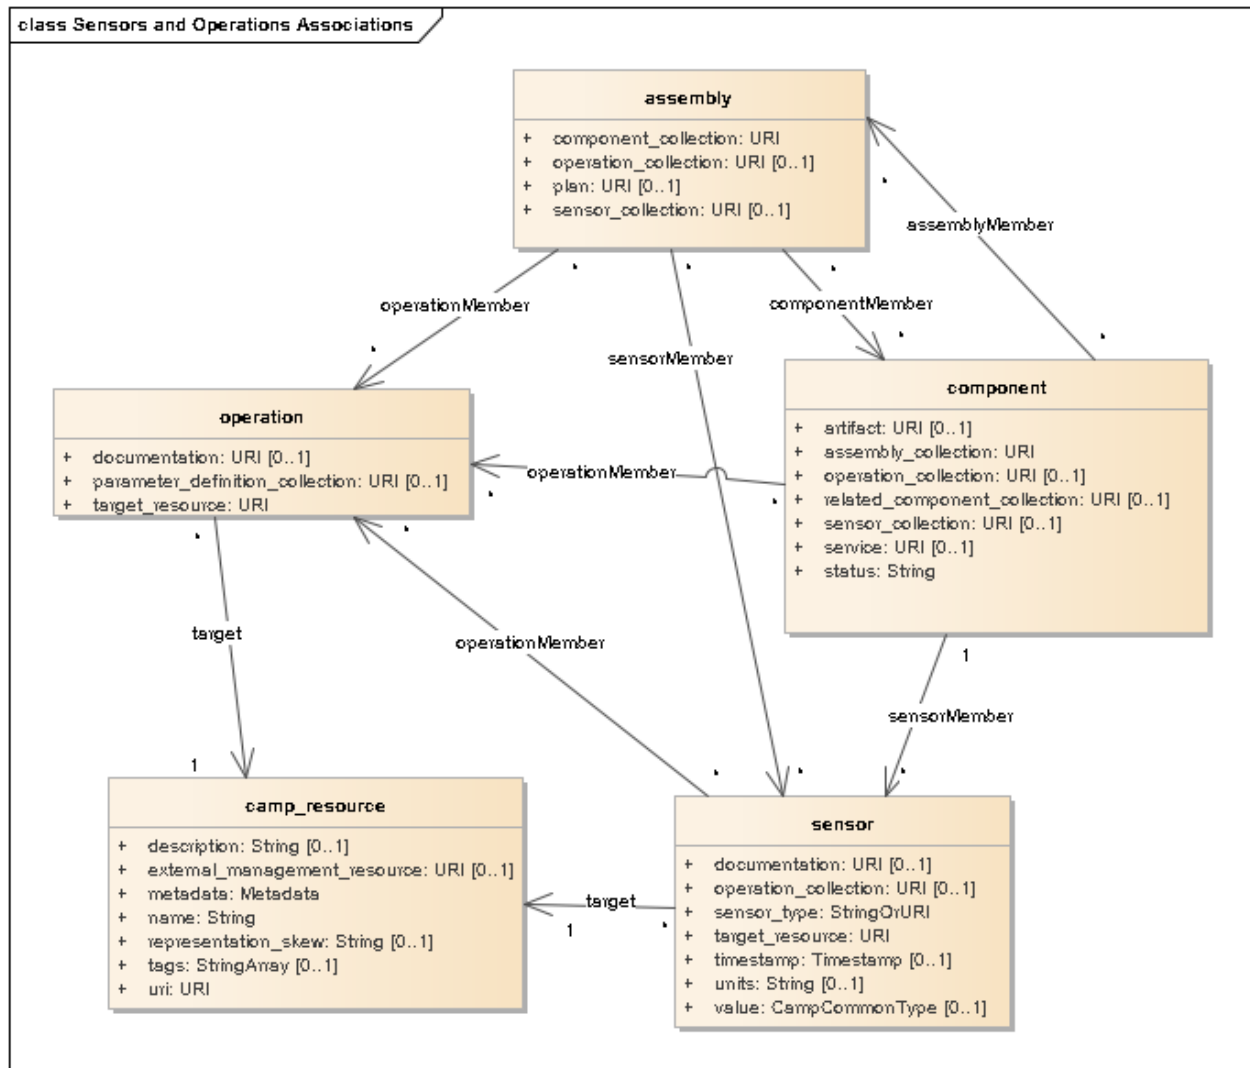 class Sensors and Operations Associations
assembly
+ component_collection: URI
+ operation_collection: URI [0..1]
+ plan: URI [0..1]
+ sensor_collection: URI [0..1]
*
assemblyMember
*
*
*
operationMember
componentMember
*
*
*
sensorMember
component
+ artifact: URI [0..1]
+ assembly_collection: URI
+ operation_collection: URI [0..1]
+ related_component_collection: URI [0..1]
+ sensor_collection: URI [0..1]
+ service: URI [0..1]
+ status: String
operation
+ documentation: URI [0..1]
+ parameter_definition_collection: URI [0..1]
+ target_resource: URI
operationMember
*
*
*
*
target
operationMember
1
sensorMember
1
*
*
*
camp_resource
+ description: String [0..1]
+ external_management_resource: URI [0..1]
+ metadata: Metadata
+ name: String
+ representation_skew: String [0..1]
+ tags: StringArray [0..1]
+ uri: URI
target
1
*
sensor
+ documentation: URI [0..1]
+ operation_collection: URI [0..1]
+ sensor_type: StringOrURI
+ target_resource: URI
+ timestamp: Timestamp [0..1]
+ units: String [0..1]
+ value: CampCommonType [0..1]